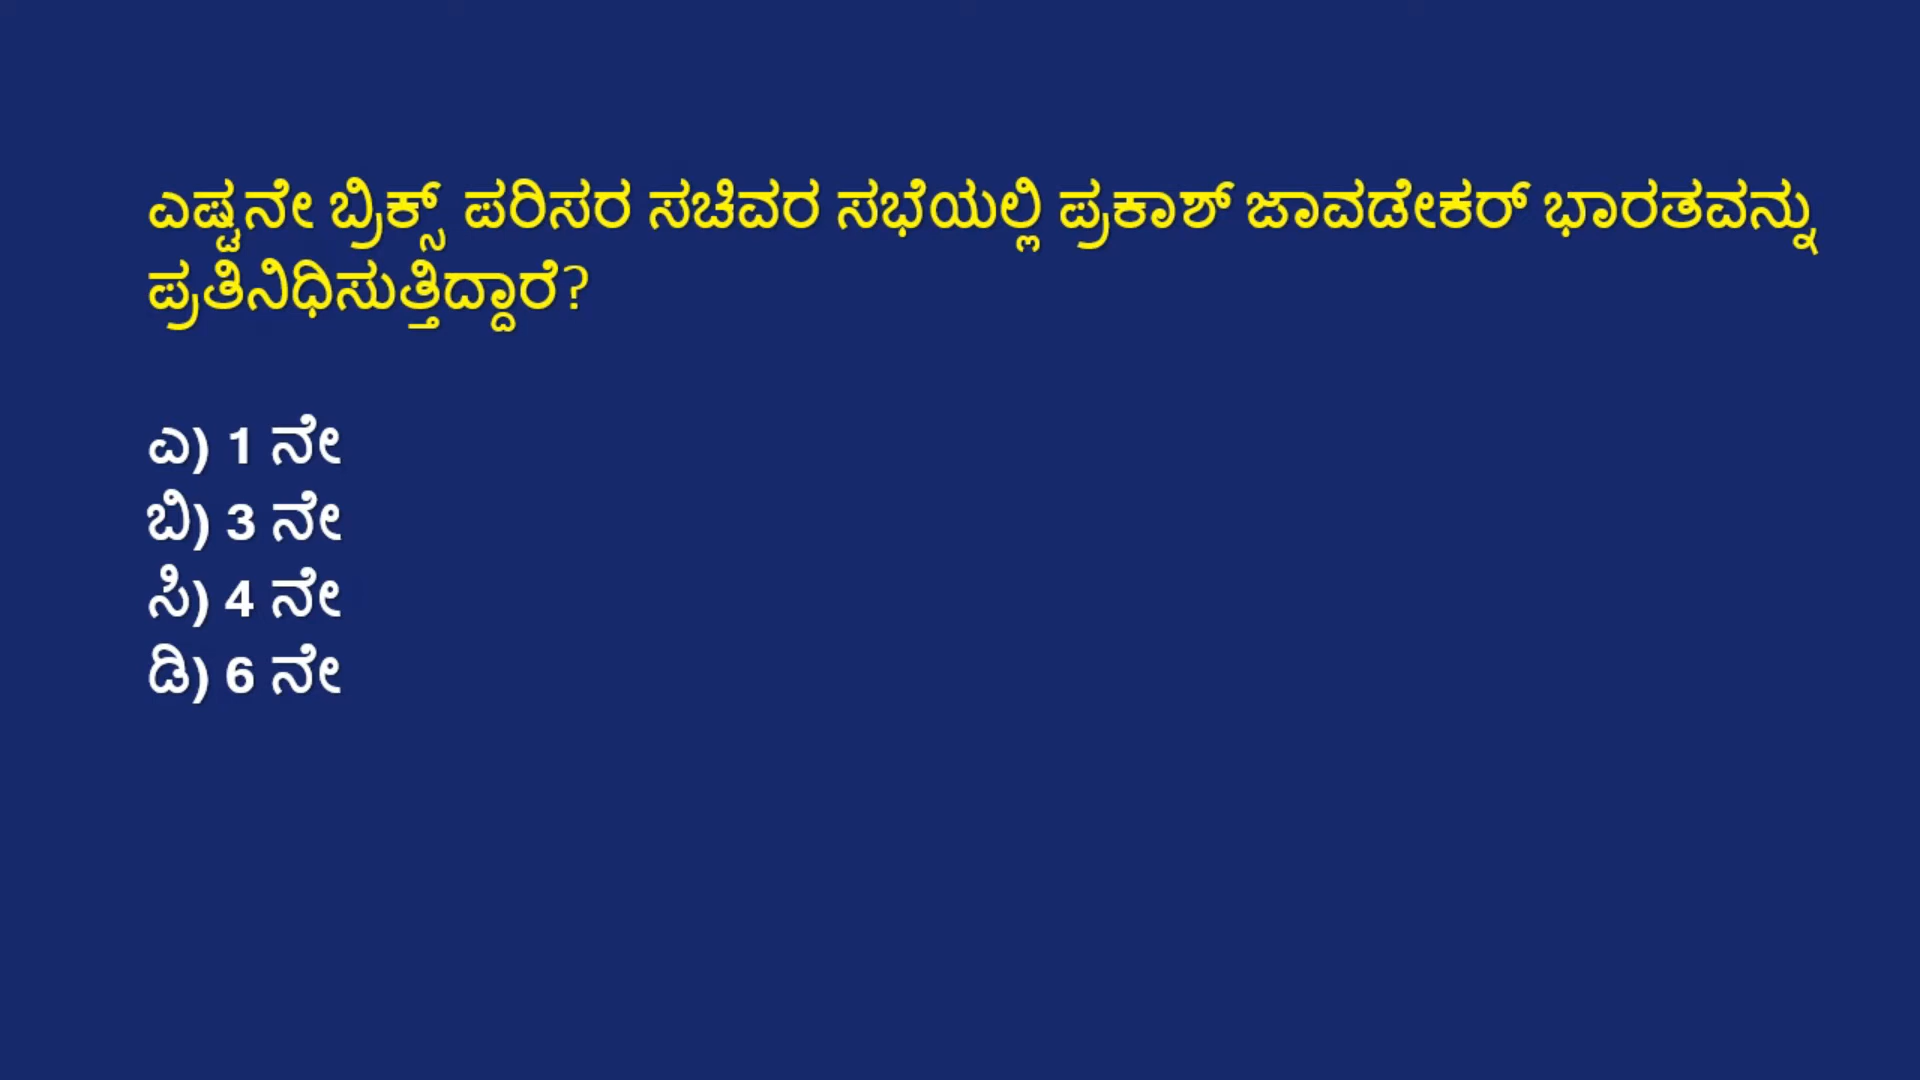 ಎಷ್ಟನೇ ಬ್ರಿಕ್ಸ್ ಪರಿಸರ ಸಚಿವರ ಸಭೆಯಲ್ಲಿ ಪ್ರಕಾಶ್ ಜಾವಡೇಕರ್ ಭಾರತವನ್ನು
ಪ್ರತಿನಿಧಿಸುತ್ತಿದ್ದಾರೆ?
ಎ) 1 ನೇ
ಬಿ) 3 ನೇ
ಸಿ) 4 ನೇ
ಡಿ) 6 ನೇ